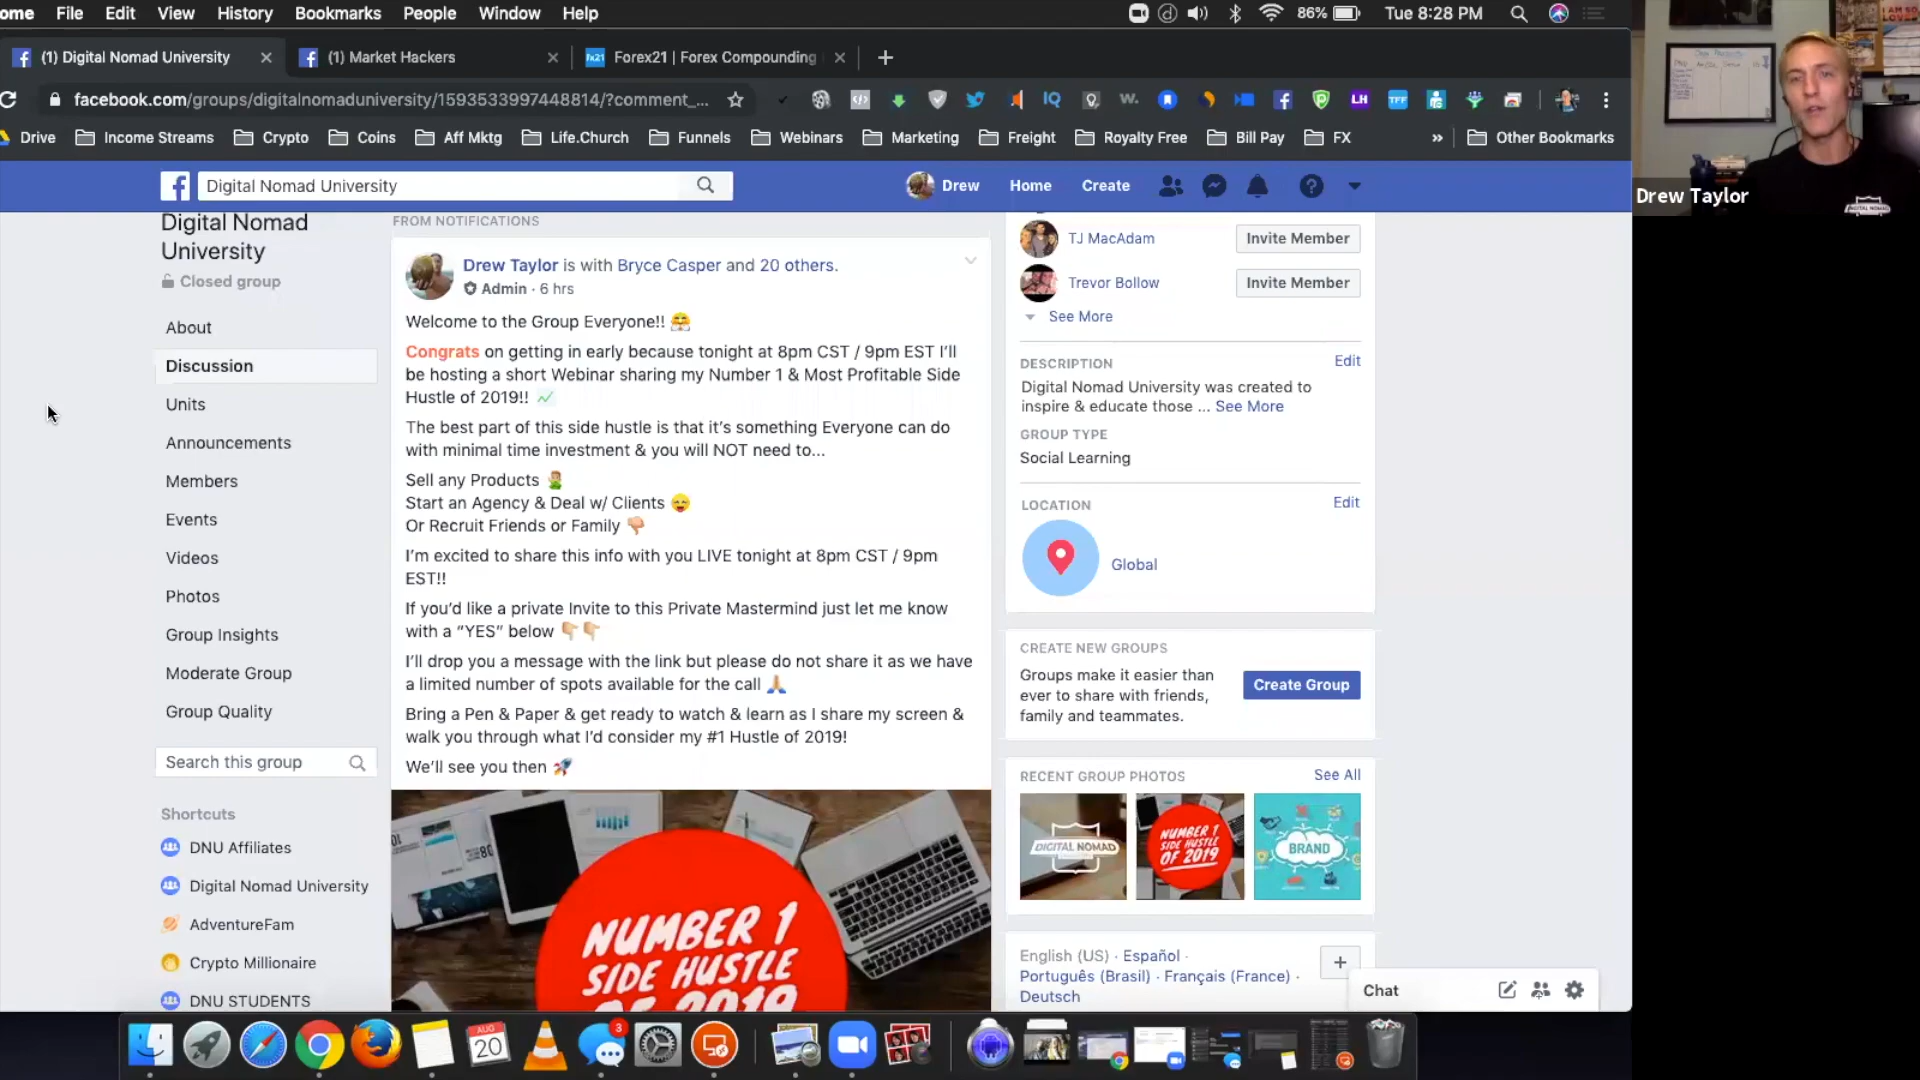 ome File Edit View History Bookmarks People Window Help
86% Tue 8:28 PM
(1) Digital Nomad University
(1) Market Hackers
Forex21 | Forex Compounding
facebook.com/groups/digitalnomaduniversity/1593533997448814/?comment_...
Drive Income Streams Crypto Coins Aff Mktg Life.Church Funnels Webinars Marketing Freight Royalty Free Bill Pay FX » Other Bookmarks
Digital Nomad University
Drew Home Create
Drew Taylor
Digital Nomad
University
Closed group
About
Discussion
Units
Announcements
Members
Events
Videos
Photos
Group Insights
Moderate Group
Group Quality
Search this group
Shortcuts
DNU Affiliates
Digital Nomad University
AdventureFam
Crypto Millionaire
DNU STUDENTS
FROM NOTIFICATIONS
Drew Taylor is with Bryce Casper and 20 others.
Admin · 6 hrs
Welcome to the Group Everyone!!
Congrats on getting in early because tonight at 8pm CST / 9pm EST I’ll
be hosting a short Webinar sharing my Number 1 & Most Profitable Side
Hustle of 2019!!
The best part of this side hustle is that it’s something Everyone can do
with minimal time investment & you will NOT need to...
Sell any Products
Start an Agency & Deal w/ Clients
Or Recruit Friends or Family
I’m excited to share this info with you LIVE tonight at 8pm CST / 9pm
EST!!
If you’d like a private Invite to this Private Mastermind just let me know
with a “YES” below
I’ll drop you a message with the link but please do not share it as we have
a limited number of spots available for the call
Bring a Pen & Paper & get ready to watch & learn as I share my screen &
walk you through what I’d consider my #1 Hustle of 2019!
We’ll see you then
NUMBER 1
SIDE HUSTLE
OF 2019
TJ MacAdam Invite Member
Trevor Bollow Invite Member
See More
DESCRIPTION Edit
Digital Nomad University was created to
inspire & educate those ... See More
GROUP TYPE
Social Learning
LOCATION Edit
Global
CREATE NEW GROUPS
Groups make it easier than
ever to share with friends,
family and teammates.
Create Group
RECENT GROUP PHOTOS See All
DIGITAL NOMAD
NUMBER 1
SIDE HUSTLE
OF 2019
BRAND
English (US) · Español ·
Português (Brasil) · Français (France) ·
Deutsch
Chat
AUG
20
3